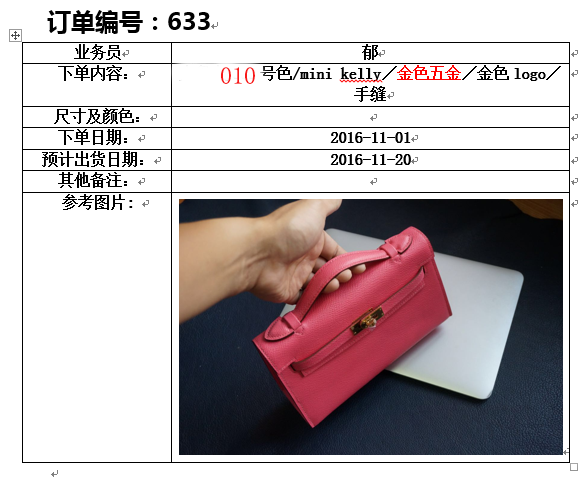 订单编号：633
业务员 郁
下单内容： 010 号色/mini kelly／金色五金／金色 logo／
手缝
尺寸及颜色：
下单日期： 2016-11-01
预计出货日期： 2016-11-20
其他备注：
参考图片：